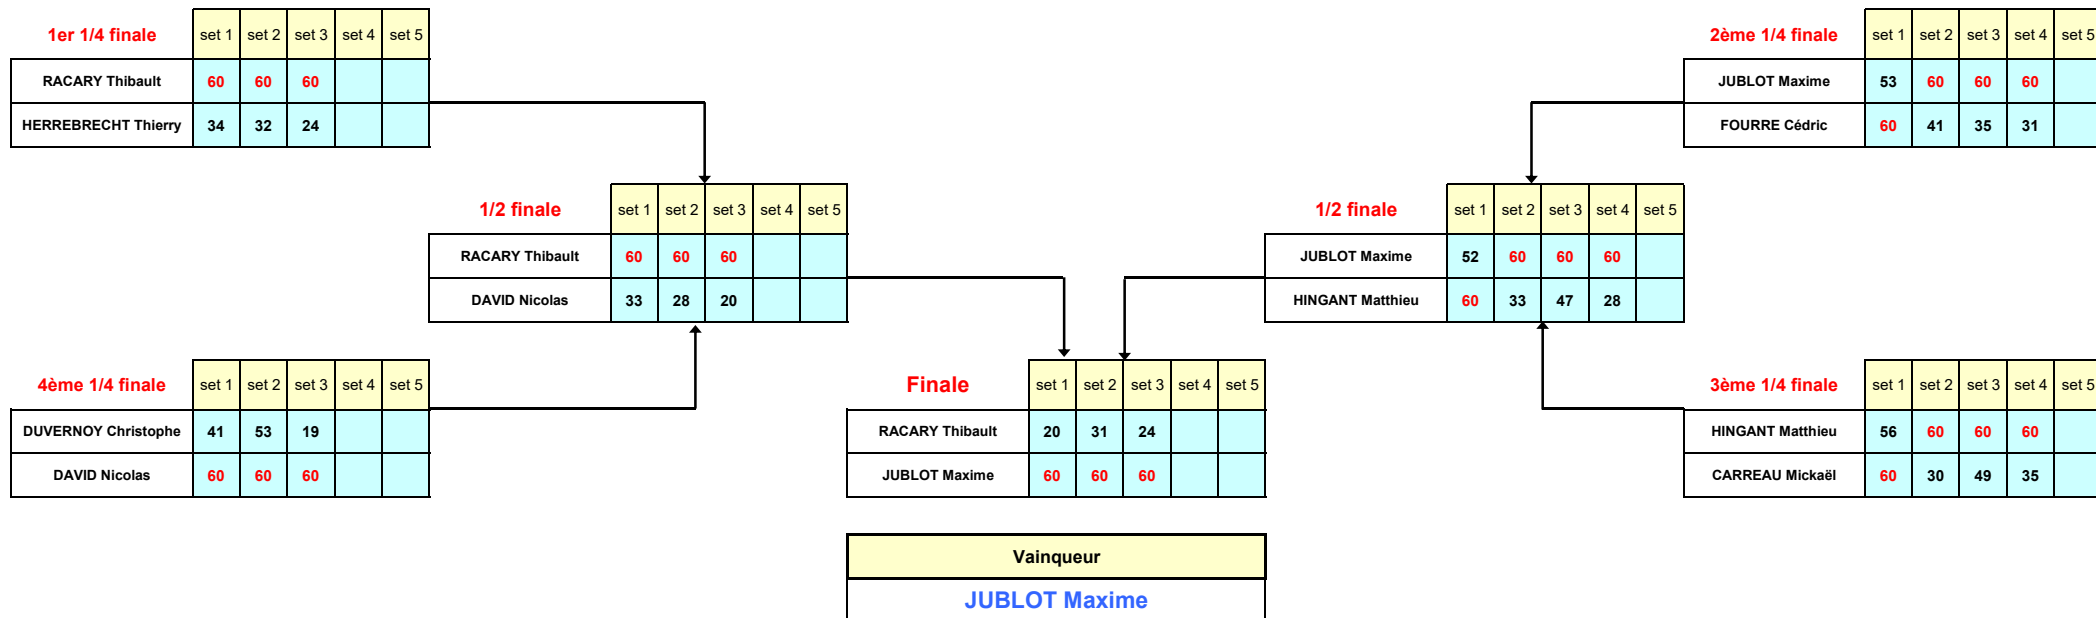 1er 1/4 finale set 1 set 2 set 3 set 4 set 5
RACARY Thibault 60 60 60
HERREBRECHT Thierry 34 32 24
2ème 1/4 finale set 1 set 2 set 3 set 4 set 5
JUBLOT Maxime 53 60 60 60
FOURRE Cédric 60 41 35 31
1/2 finale set 1 set 2 set 3 set 4 set 5
RACARY Thibault 60 60 60
DAVID Nicolas 33 28 20
1/2 finale set 1 set 2 set 3 set 4 set 5
JUBLOT Maxime 52 60 60 60
HINGANT Matthieu 60 33 47 28
4ème 1/4 finale set 1 set 2 set 3 set 4 set 5
DUVERNOY Christophe 41 53 19
DAVID Nicolas 60 60 60
Finale set 1 set 2 set 3 set 4 set 5
RACARY Thibault 20 31 24
JUBLOT Maxime 60 60 60
3ème 1/4 finale set 1 set 2 set 3 set 4 set 5
HINGANT Matthieu 56 60 60 60
CARREAU Mickaël 60 30 49 35
Vainqueur
JUBLOT Maxime